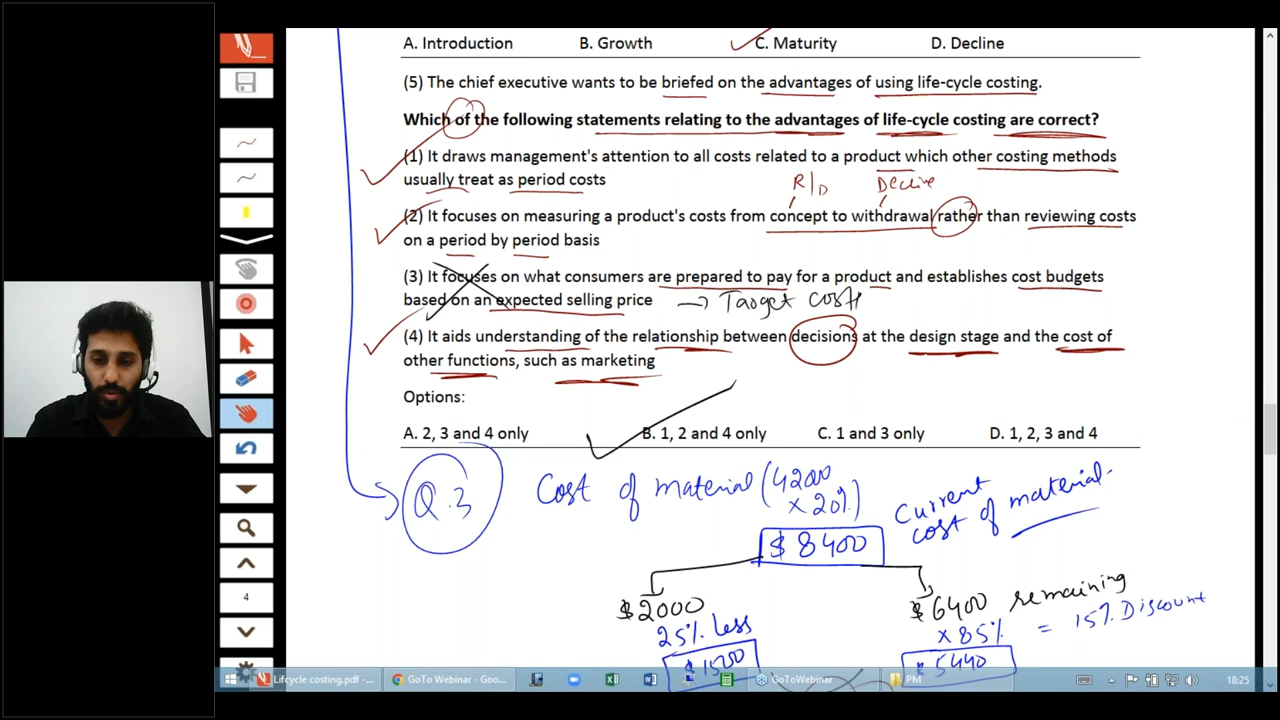 A. Introduction B. Growth C. Maturity D. Decline
(5) The chief executive wants to be briefed on the advantages of using life-cycle costing.
Which of the following statements relating to the advantages of life-cycle costing are correct?
(1) It draws management's attention to all costs related to a product which other costing methods
usually treat as period costs
R/D Decline
(2) It focuses on measuring a product's costs from concept to withdrawal rather than reviewing costs
on a period by period basis
(3) It focuses on what consumers are prepared to pay for a product and establishes cost budgets
based on an expected selling price → Target costi
(4) It aids understanding of the relationship between decisions at the design stage and the cost of
other functions, such as marketing
Options:
A. 2, 3 and 4 only B. 1, 2 and 4 only C. 1 and 3 only D. 1, 2, 3 and 4
Q.3 Cost of material (42000
× 20%)
Current
cost of material
$ 8400
$2000 $6400 remaining
25% less × 85% = 15% Discount
$ 1500 $ 5440
4
Lifcycle costing.pdf - ... GoTo Webinar - Goo... GoToWebinar PM 18:25